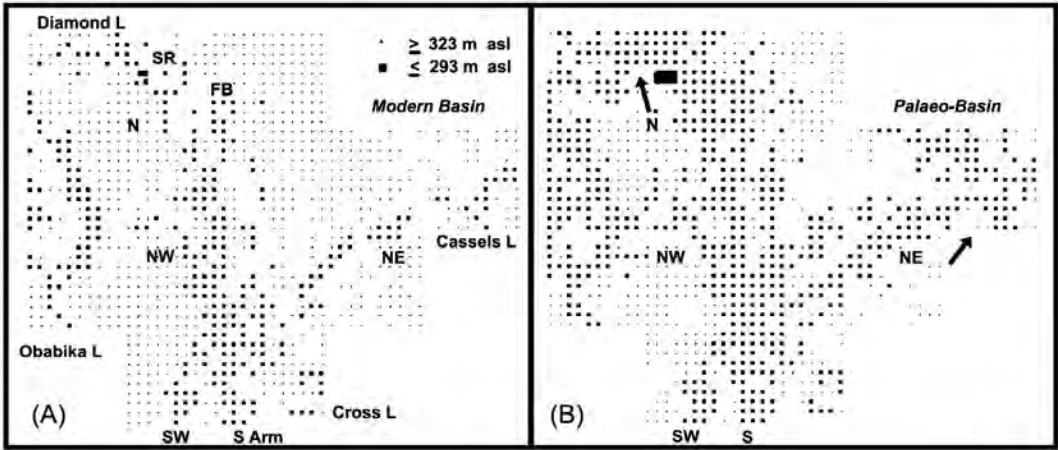 Diamond L
SR
≥ 323 m asl
≤ 293 m asl
FB
Modern Basin
N
Cassels L
NW
NE
Obabika L
(A)
Cross L
SW
S Arm
N
Palaeo-Basin
NW
NE
(B)
SW
S